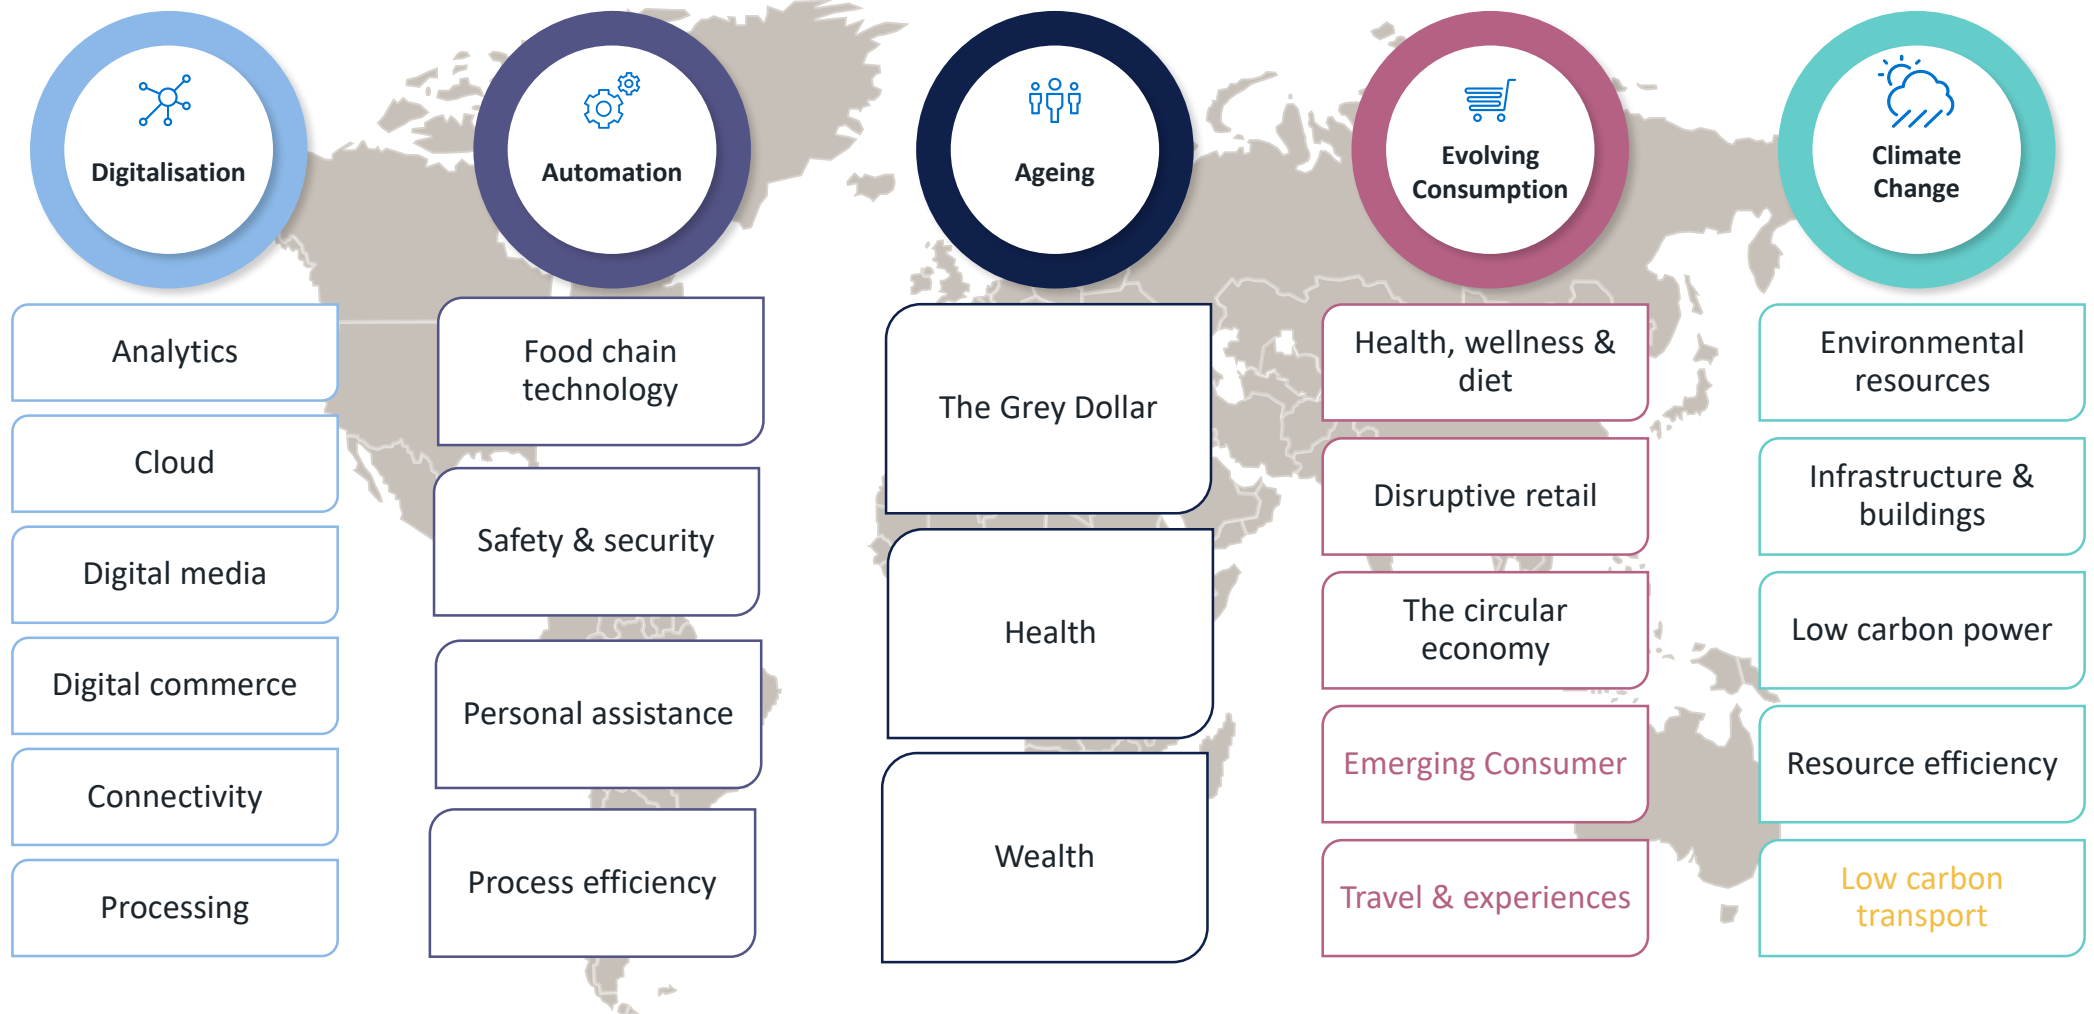 Digitalisation
Analytics
Cloud
Digital media
Digital commerce
Connectivity
Processing
Automation
Food chain
technology
Safety & security
Personal assistance
Process efficiency
Ageing
The Grey Dollar
Health
Wealth
Evolving
Consumption
Health, wellness &
diet
Disruptive retail
The circular
economy
Emerging Consumer
Travel & experiences
Climate
Change
Environmental
resources
Infrastructure &
buildings
Low carbon power
Resource efficiency
Low carbon
transport